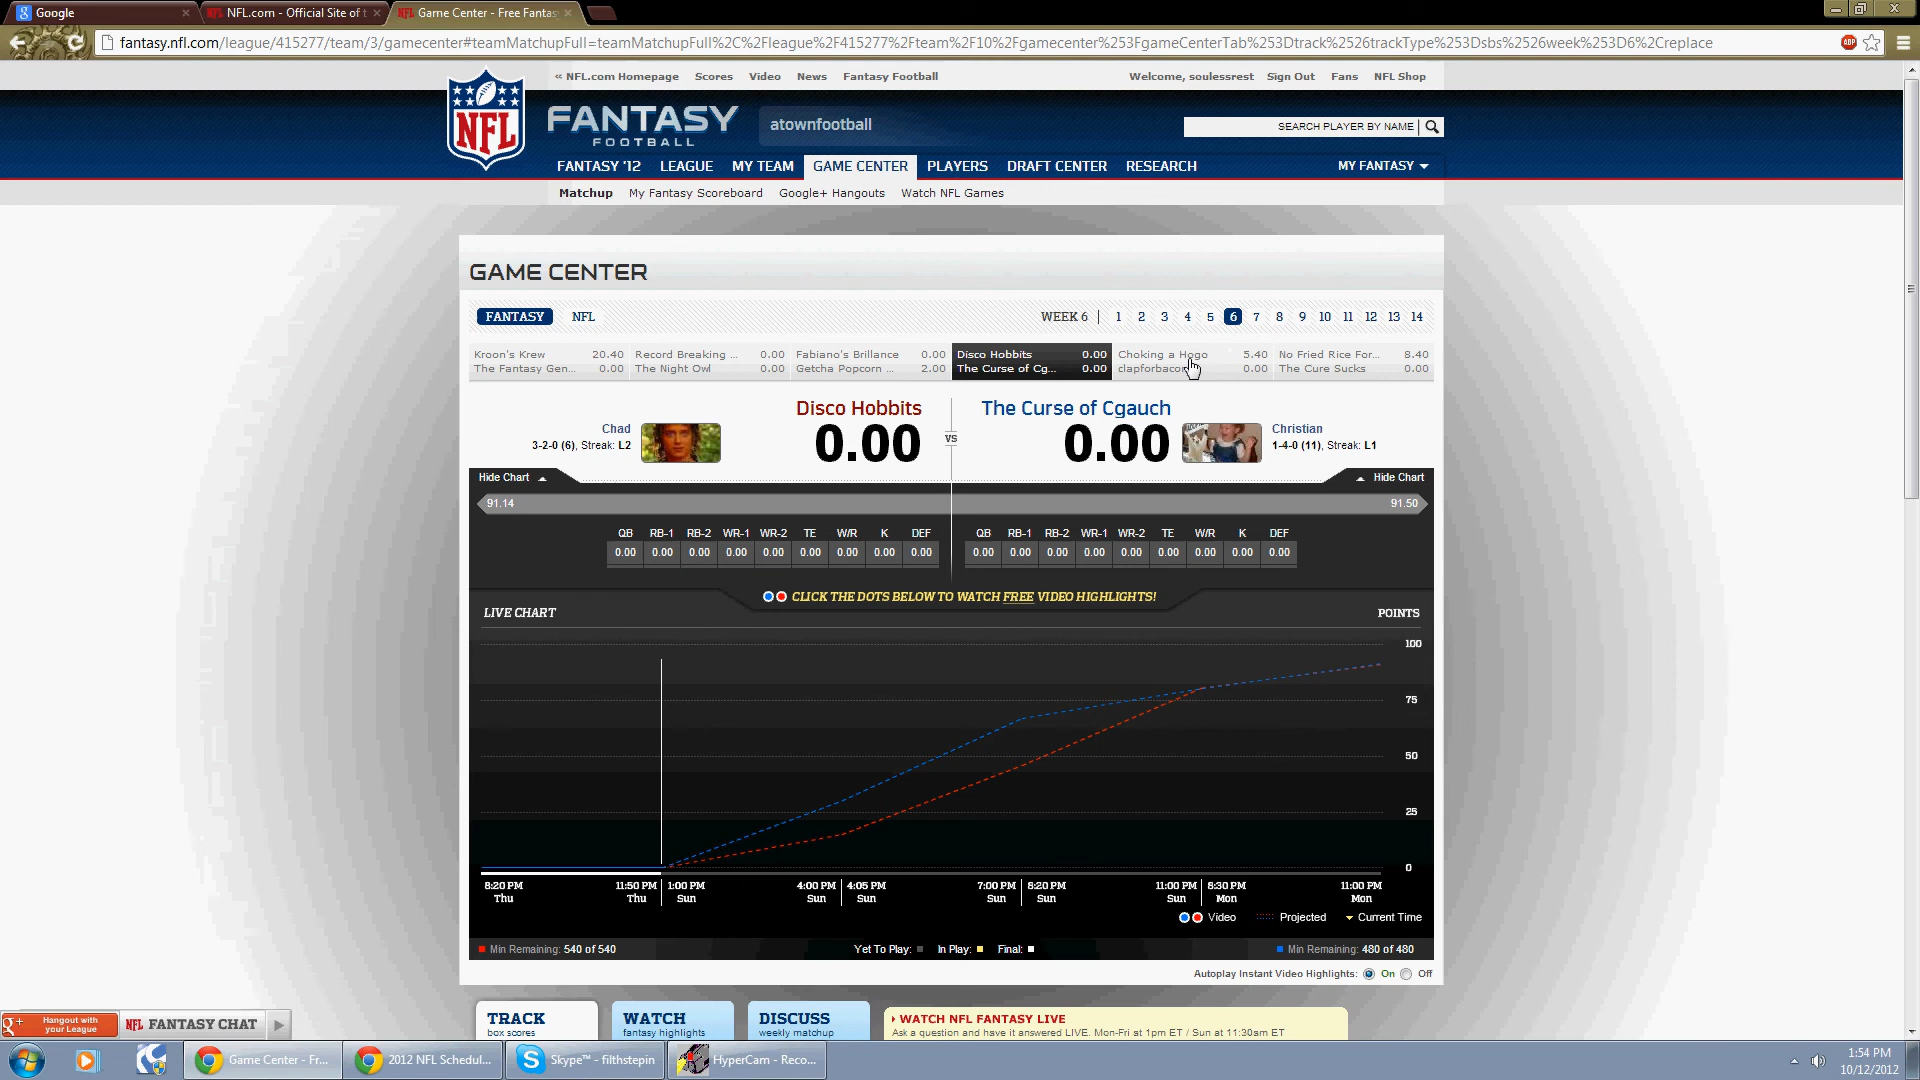 Google
NFL.com - Official Site of t
Game Center - Free Fantas
fantasy.nfl.com/league/415277/team/3/gamecenter#teamMatchupFull=teamMatchupFull%2C%2Fleague%2F415277%2Fteam%2F10%2Fgamecenter%253FgameCenterTab%253Dtrack%2526trackType%253Dsbs%2526week%253D6%2Creplace
ABP
« NFL.com Homepage Scores Video News Fantasy Football
Welcome, soulessrest Sign Out Fans NFL Shop
NFL
FANTASY
FOOTBALL
atownfootball
SEARCH PLAYER BY NAME
FANTASY '12 LEAGUE MY TEAM GAME CENTER PLAYERS DRAFT CENTER RESEARCH MY FANTASY
Matchup My Fantasy Scoreboard Google+ Hangouts Watch NFL Games
GAME CENTER
FANTASY NFL
WEEK 6 | 1 2 3 4 5 6 7 8 9 10 11 12 13 14
Kroon's Krew 20.40 Record Breaking ... 0.00 Fabiano's Brillance 0.00 Disco Hobbits 0.00 Choking a Hogo 5.40 No Fried Rice For... 8.40
The Fantasy Gen... 0.00 The Night Owl 0.00 Getcha Popcorn ... 2.00 The Curse of Cg... 0.00 clapforbacon 0.00 The Cure Sucks 0.00
Disco Hobbits
The Curse of Cgauch
Chad
3-2-0 (6), Streak: L2
0.00
vs
0.00
Christian
1-4-0 (11), Streak: L1
Hide Chart
Hide Chart
91.14
91.50
QB RB-1 RB-2 WR-1 WR-2 TE W/R K DEF
QB RB-1 RB-2 WR-1 WR-2 TE W/R K DEF
0.00 0.00 0.00 0.00 0.00 0.00 0.00 0.00 0.00
0.00 0.00 0.00 0.00 0.00 0.00 0.00 0.00 0.00
CLICK THE DOTS BELOW TO WATCH FREE VIDEO HIGHLIGHTS!
LIVE CHART
POINTS
100
75
50
25
0
8:20 PM 11:50 PM 1:00 PM 4:00 PM 4:05 PM 7:00 PM 8:20 PM 11:00 PM 8:30 PM 11:00 PM
Thu Thu Sun Sun Sun Sun Sun Sun Mon Mon
Video Projected Current Time
Min Remaining: 540 of 540
Yet To Play: In Play: Final:
Min Remaining: 480 of 480
Autoplay Instant Video Highlights: On Off
TRACK
box scores
WATCH
fantasy highlights
DISCUSS
weekly matchup
WATCH NFL FANTASY LIVE
Ask a question and have it answered LIVE. Mon-Fri at 1pm ET / Sun at 11:30am ET
g+
Hangout with
your League
NFL FANTASY CHAT
Game Center - Fr...
2012 NFL Schedul...
Skype™ - filthstepin
HyperCam - Reco...
1:54 PM
10/12/2012